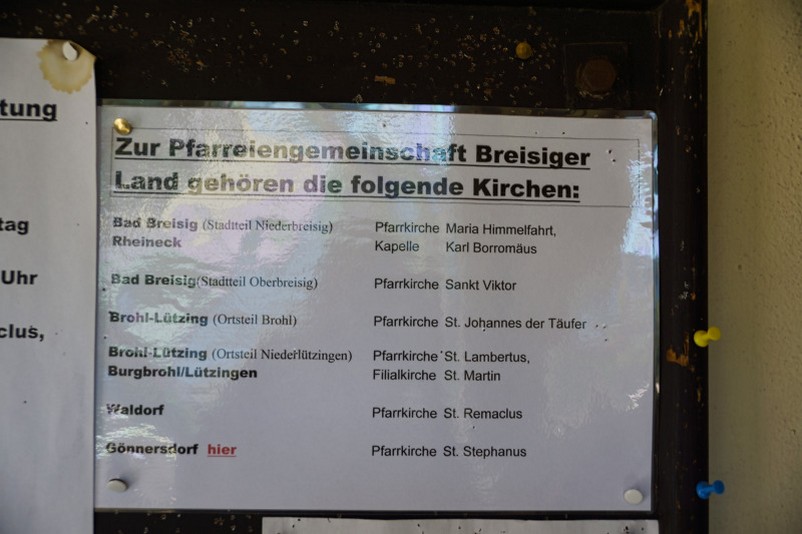 tung
tag
Uhr
clus,
Zur Pfarreiengemeinschaft Breisiger
Land gehören die folgende Kirchen:
Bad Breisig (Stadtteil Niederbreisig) Pfarrkirche Maria Himmelfahrt,
Rheineck Kapelle Karl Borromäus
Bad Breisig(Stadtteil Oberbreisig) Pfarrkirche Sankt Viktor
Brohl-Lützing (Ortsteil Brohl) Pfarrkirche St. Johannes der Täufer
Brohl-Lützing (Ortsteil Niederlützingen) Pfarrkirche St. Lambertus,
Burgbrohl/Lützingen Filialkirche St. Martin
Waldorf Pfarrkirche St. Remaclus
Gönnersdorf hier Pfarrkirche St. Stephanus